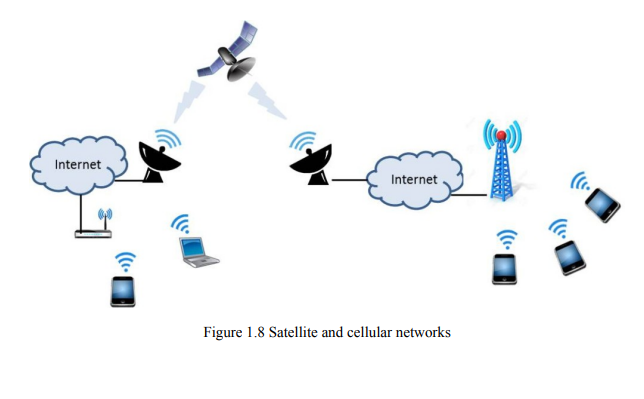 Internet
Internet
Figure 1.8 Satellite and cellular networks